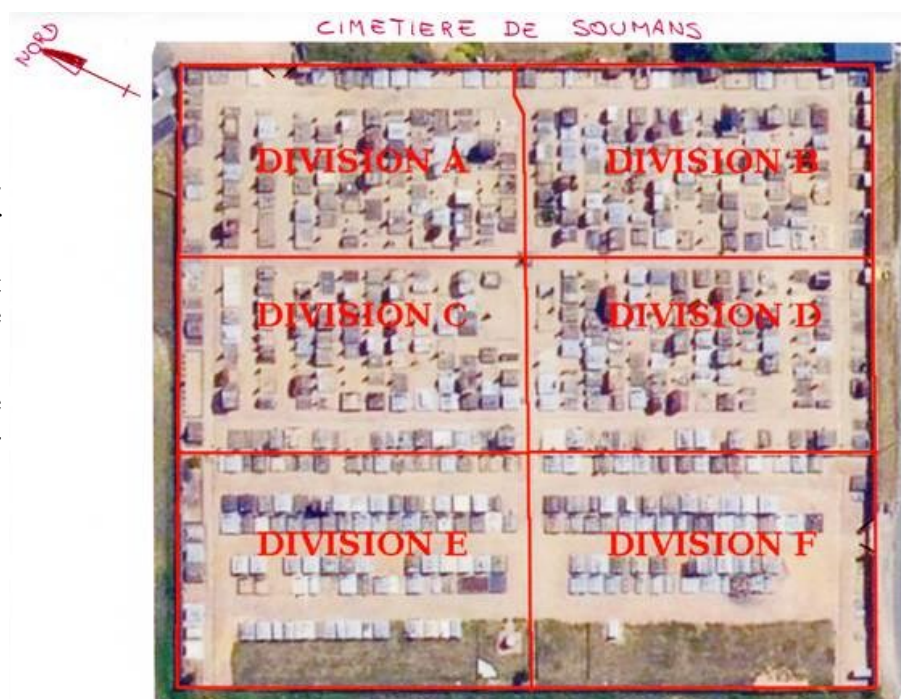 CIMETIERE DE SOUMANS
NORD
DIVISION A
DIVISION B
DIVISION C
DIVISION D
DIVISION E
DIVISION F